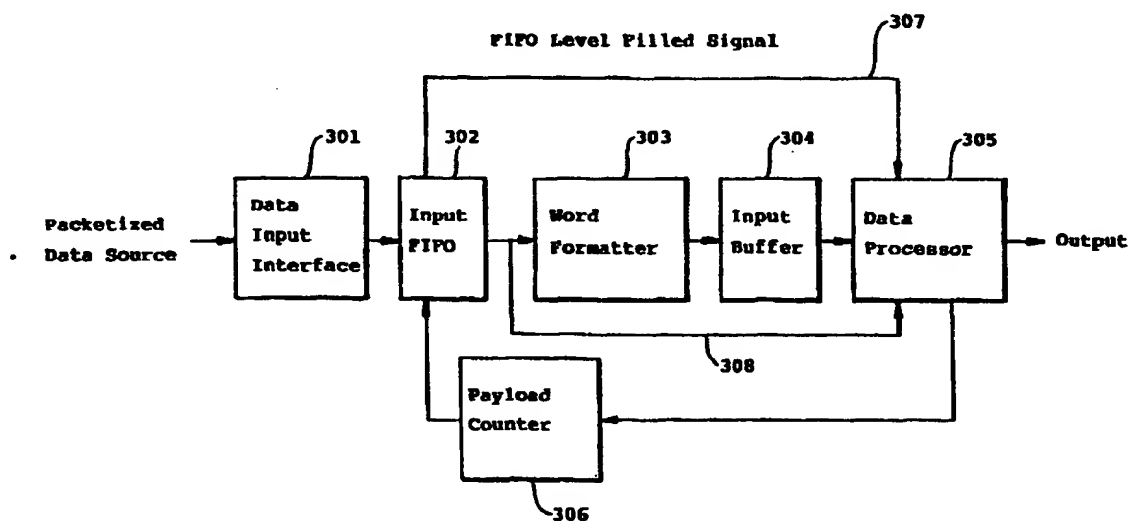 FIFO Level Filled Signal
307
301
302
303
304
305
Packetized
Data Source
Data
Input
Interface
Input
FIFO
Word
Formatter
Input
Buffer
Data
Processor
Output
308
Payload
Counter
306